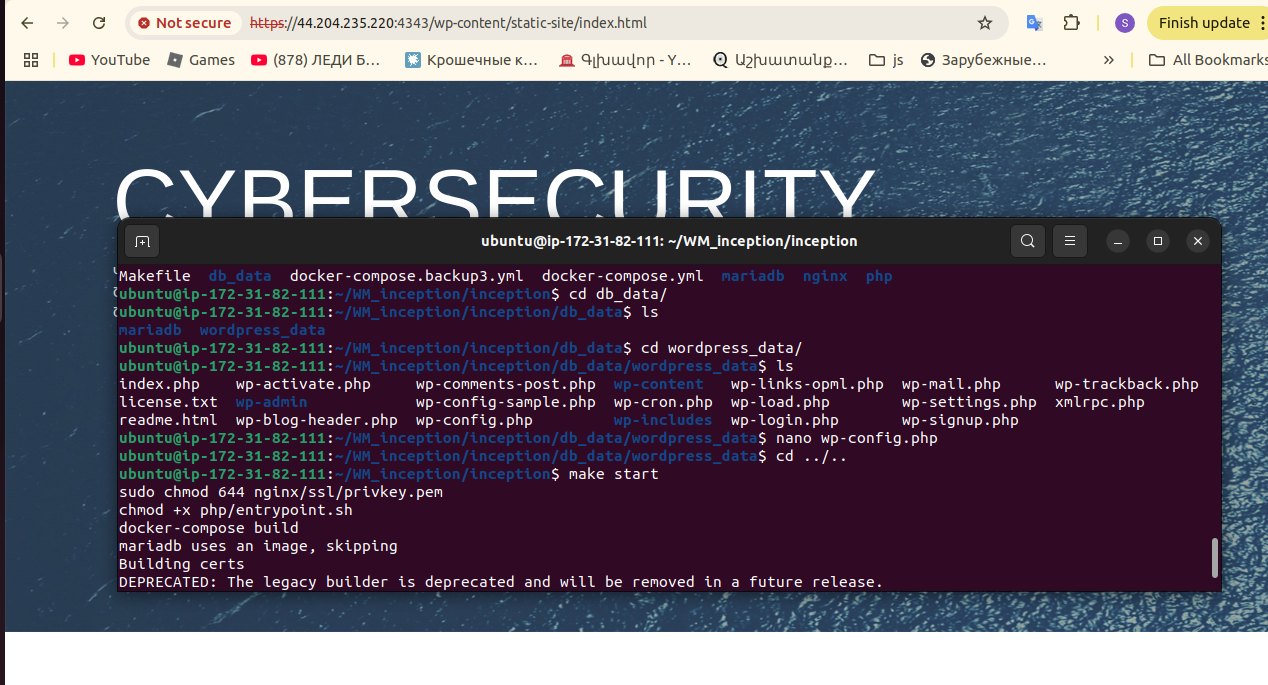 Not secure https://44.204.235.220:4343/wp-content/static-site/index.html S Finish update
YouTube Games (878) ЛЕДИ Б... Крошечные к... Գլխավոր - Y... Աշխատանք... js Зарубежные... » All Bookmarks
CYBERSECURITY
ubuntu@ip-172-31-82-111: ~/WM_inception/inception
Makefile db_data docker-compose.backup3.yml docker-compose.yml mariadb nginx php
ubuntu@ip-172-31-82-111:~/WM_inception/inception$ cd db_data/
ubuntu@ip-172-31-82-111:~/WM_inception/inception/db_data$ ls
mariadb wordpress_data
ubuntu@ip-172-31-82-111:~/WM_inception/inception/db_data$ cd wordpress_data/
ubuntu@ip-172-31-82-111:~/WM_inception/inception/db_data/wordpress_data$ ls
index.php wp-activate.php wp-comments-post.php wp-content wp-links-opml.php wp-mail.php wp-trackback.php
license.txt wp-admin wp-config-sample.php wp-cron.php wp-load.php wp-settings.php xmlrpc.php
readme.html wp-blog-header.php wp-config.php wp-includes wp-login.php wp-signup.php
ubuntu@ip-172-31-82-111:~/WM_inception/inception/db_data/wordpress_data$ nano wp-config.php
ubuntu@ip-172-31-82-111:~/WM_inception/inception/db_data/wordpress_data$ cd ../..
ubuntu@ip-172-31-82-111:~/WM_inception/inception$ make start
sudo chmod 644 nginx/ssl/privkey.pem
chmod +x php/entrypoint.sh
docker-compose build
mariadb uses an image, skipping
Building certs
DEPRECATED: The legacy builder is deprecated and will be removed in a future release.